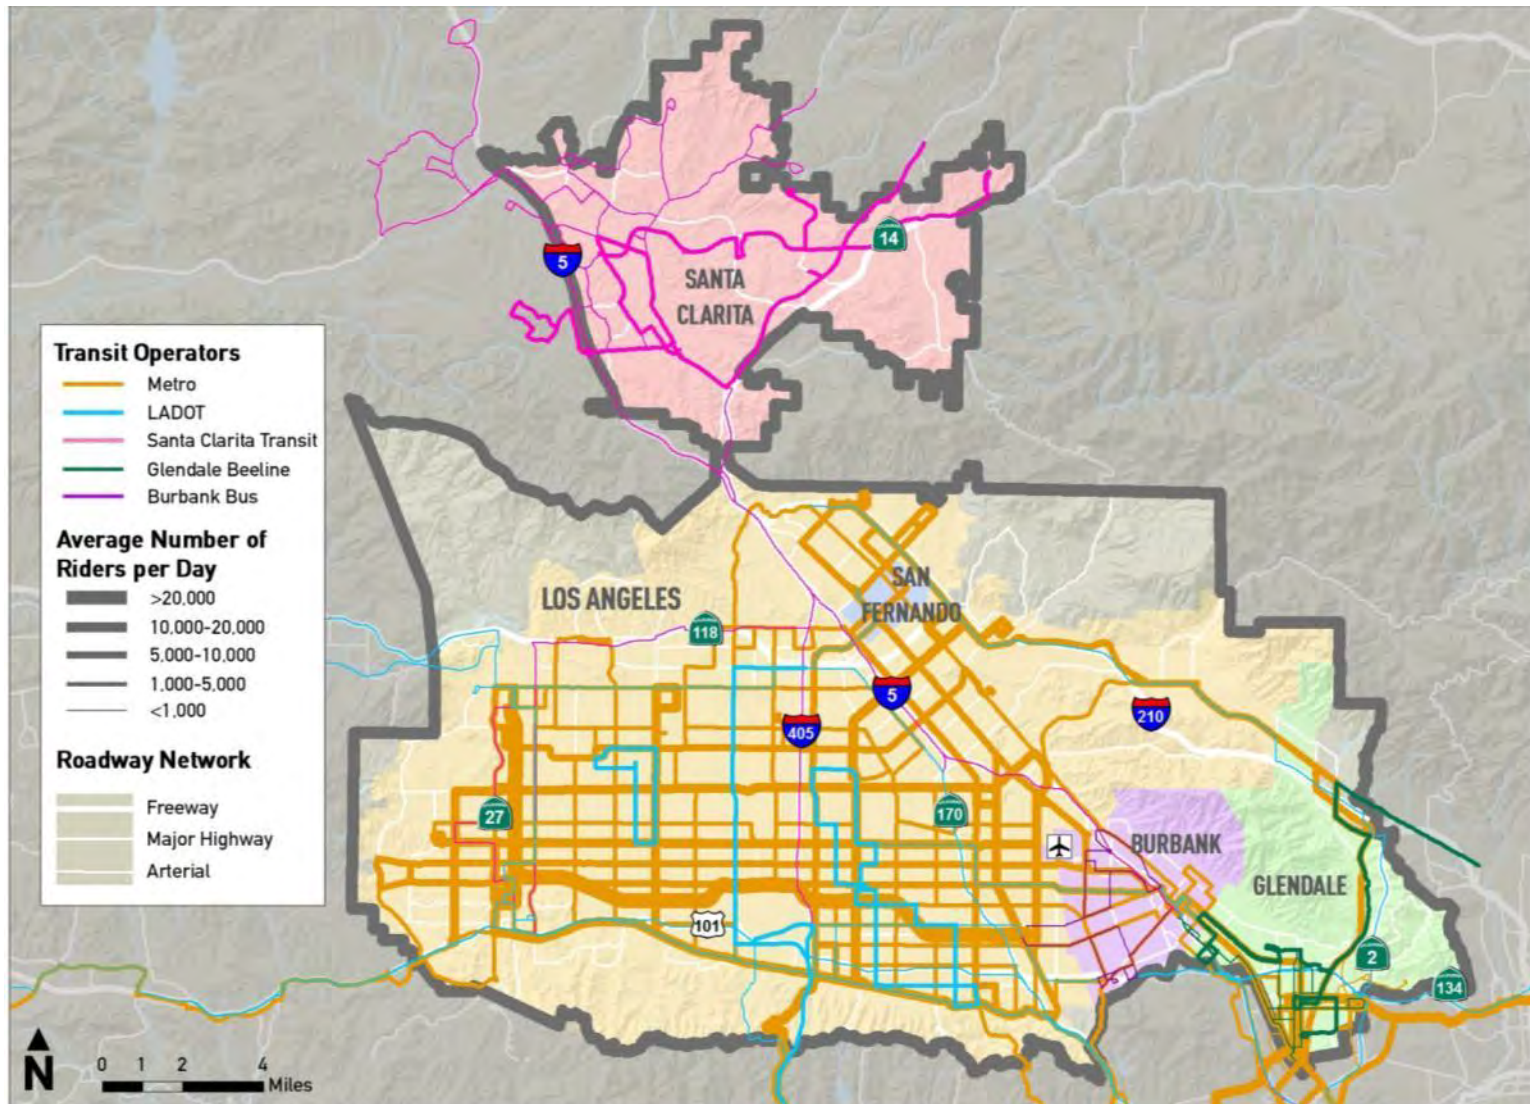 14
5
SANTA
CLARITA
Transit Operators
Metro
LADOT
Santa Clarita Transit
Glendale Beeline
Burbank Bus
Average Number of
Riders per Day
>20,000
10,000-20,000
5,000-10,000
1,000-5,000
<1,000
Roadway Network
Freeway
Major Highway
Arterial
LOS ANGELES
SAN
FERNANDO
118
5
405
210
27
170
BURBANK
GLENDALE
101
2
134
N
0 1 2 4
Miles